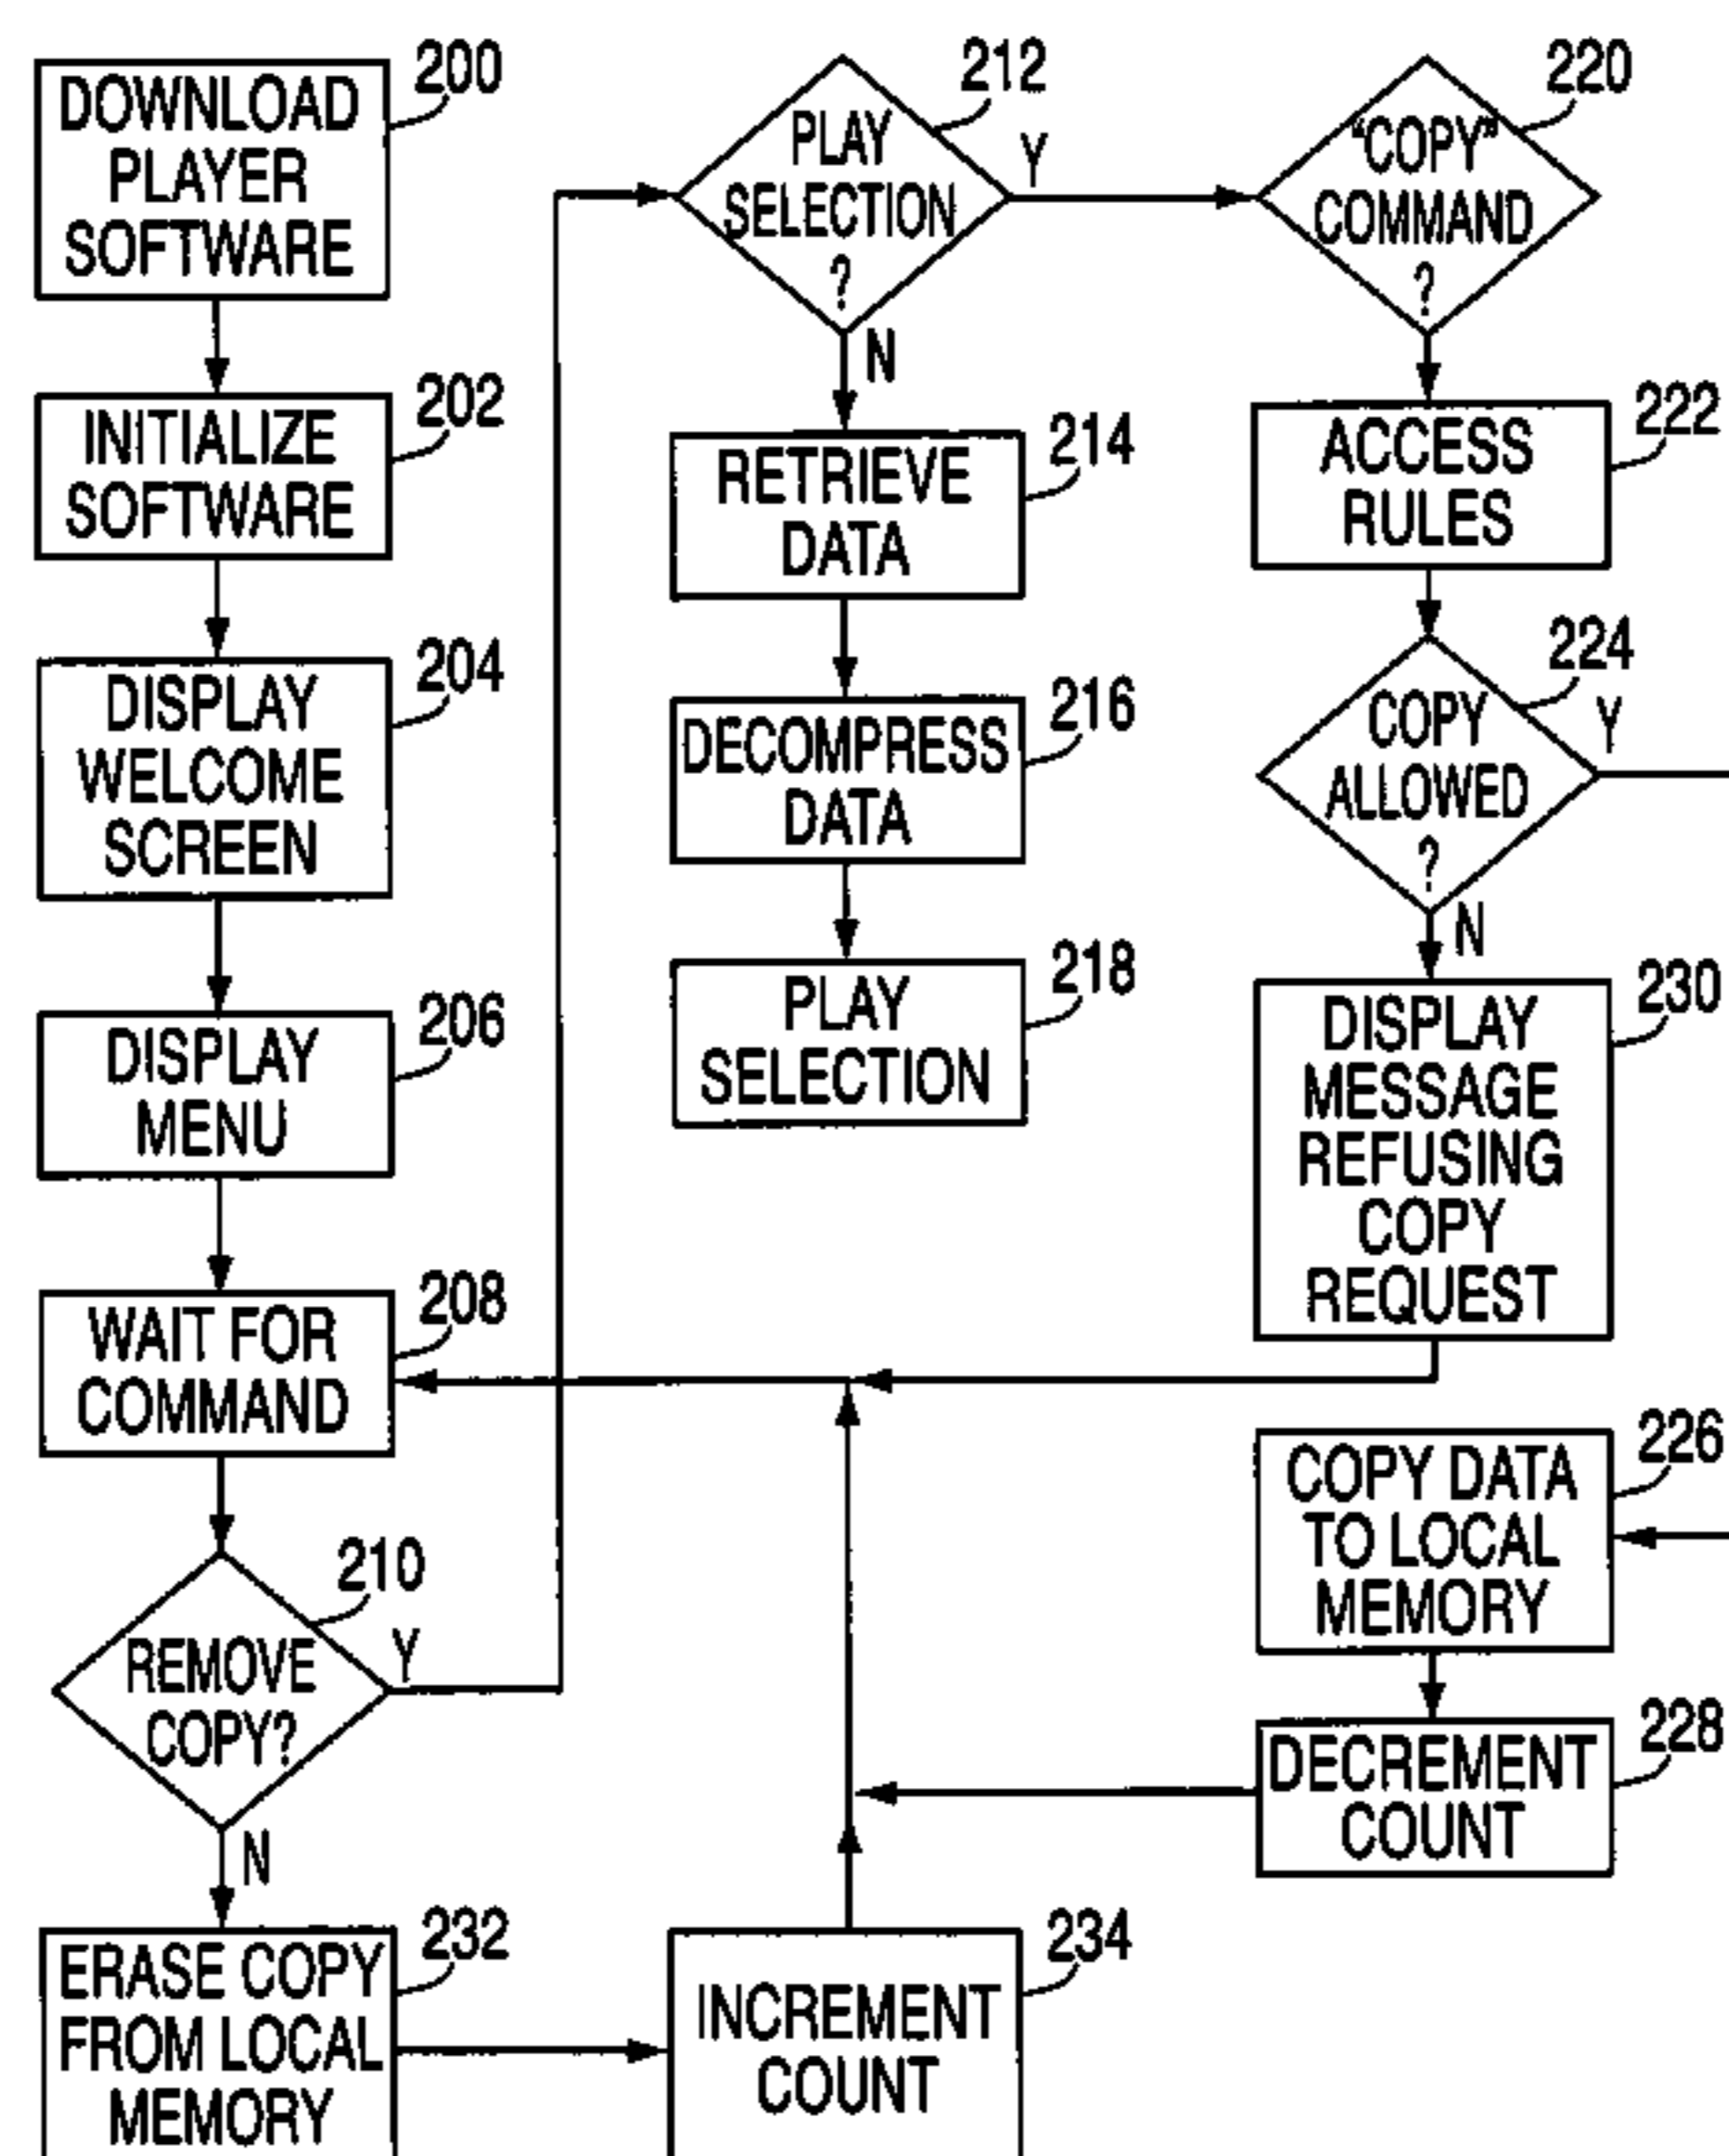 200
DOWNLOAD
PLAYER
SOFTWARE
202
INITIALIZE
SOFTWARE
204
DISPLAY
WELCOME
SCREEN
206
DISPLAY
MENU
208
WAIT FOR
COMMAND
210
REMOVE
COPY?
Y
N
232
ERASE COPY
FROM LOCAL
MEMORY
212
PLAY
SELECTION
?
Y
N
214
RETRIEVE
DATA
216
DECOMPRESS
DATA
218
PLAY
SELECTION
234
INCREMENT
COUNT
220
“COPY”
COMMAND
?
222
ACCESS
RULES
224
COPY
ALLOWED
?
Y
N
230
DISPLAY
MESSAGE
REFUSING
COPY
REQUEST
226
COPY DATA
TO LOCAL
MEMORY
228
DECREMENT
COUNT